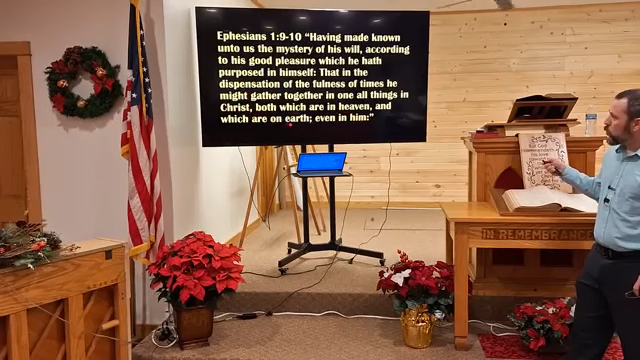 Ephesians 1:9-10 “Having made known
unto us the mystery of his will, according
to his good pleasure which he hath
purposed in himself: That in the
dispensation of the fulness of times he
might gather together in one all things in
Christ, both which are in heaven, and
which are on earth; even in him:”
IN REMEMBRANCE